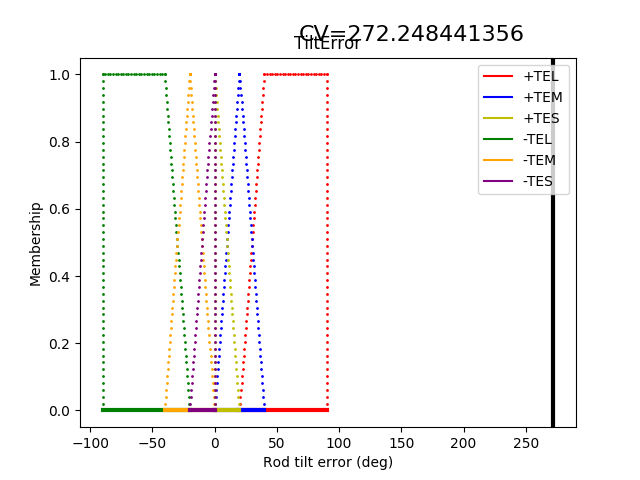 CV=272.248441356
TiltError
+TEL
+TEM
+TES
-TEL
-TEM
-TES
Membership
1.0
0.8
0.6
0.4
0.2
0.0
−100
−50
0
50
100
150
200
250
Rod tilt error (deg)